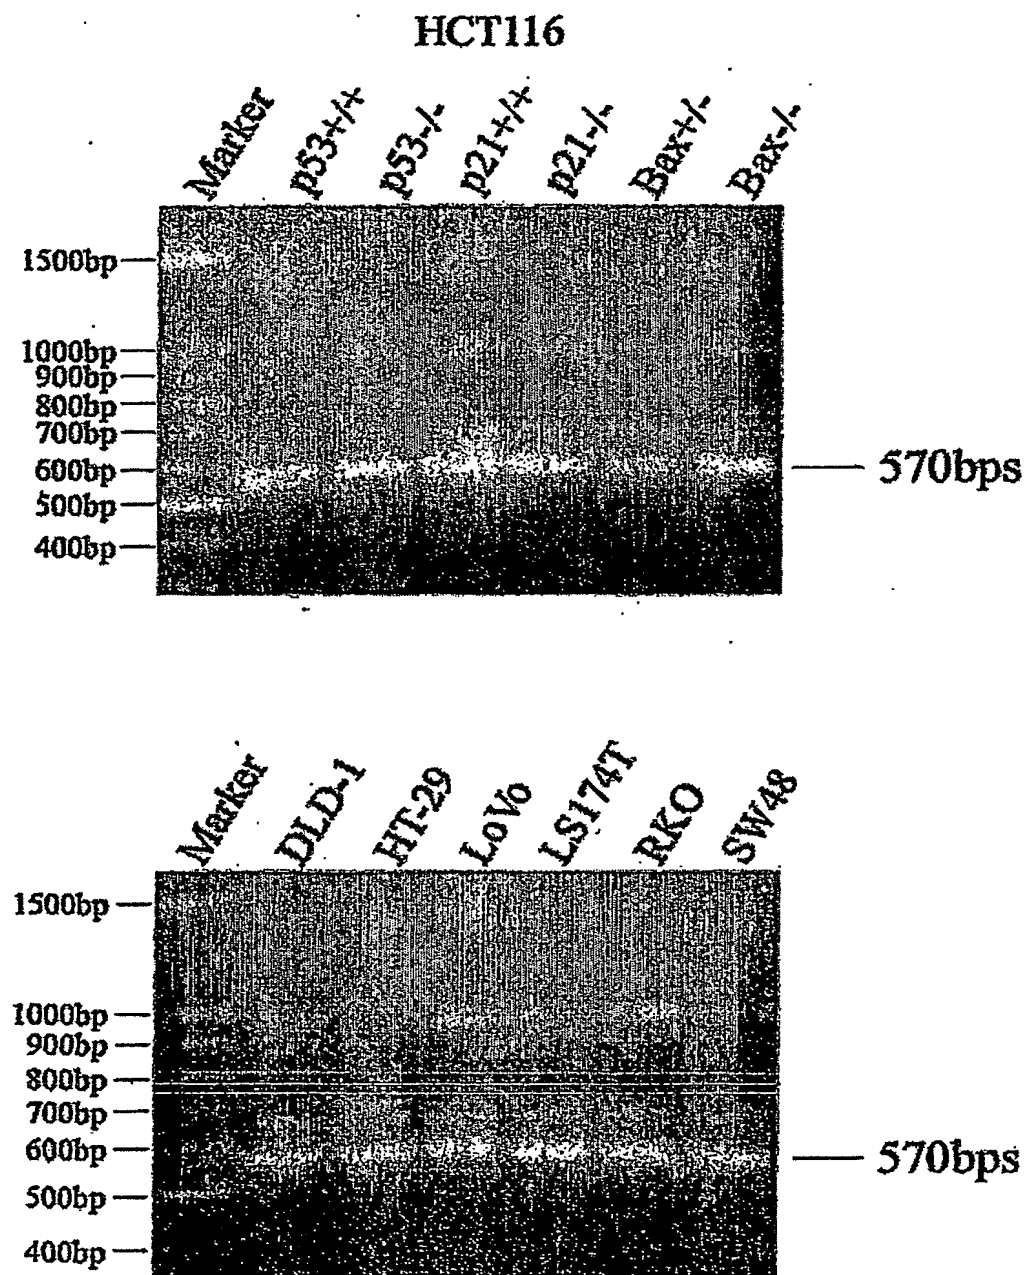 HCT116
Marker p53+/+ p53-/- p21+/+ p21-/- Bax+/- Bax-/-
1500bp
1000bp
900bp
800bp
700bp
600bp
570bps
500bp
400bp
Marker DLD-1 HT-29 LoVo LS174T RKO SW48
1500bp
1000bp
900bp
800bp
700bp
600bp
570bps
500bp
400bp